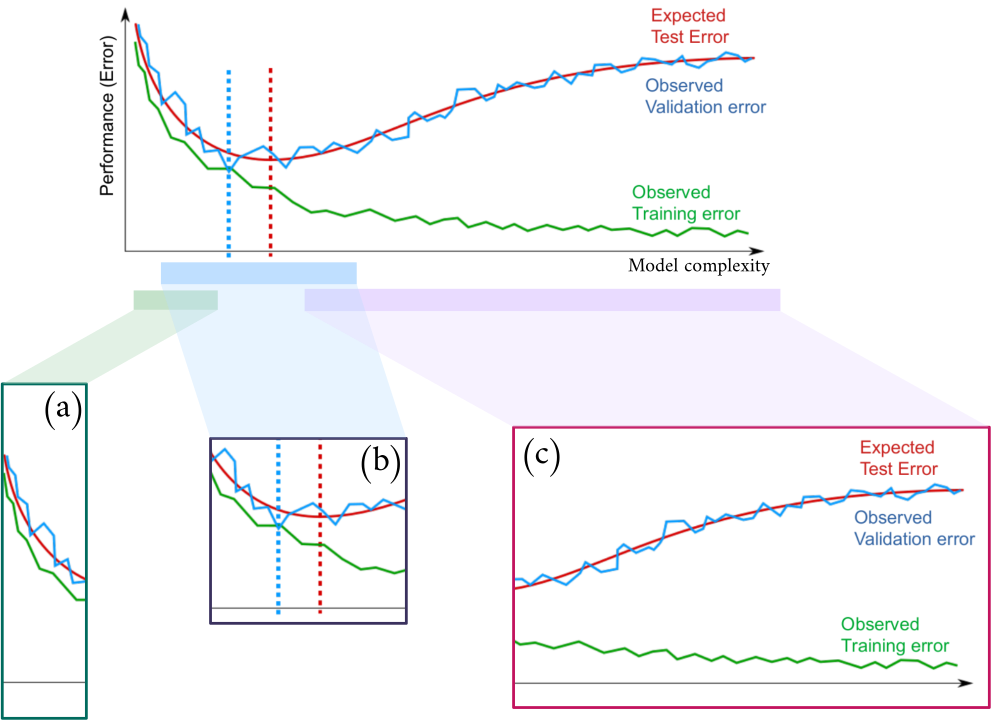 Expected
Test Error
Performance (Error)
Observed
Validation error
Observed
Training error
Model complexity
(a)
(b)
(c)
Expected
Test Error
Observed
Validation error
Observed
Training error